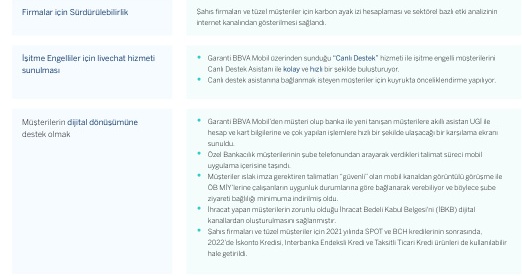 Firmalar için Sürdürülebilirlik
Şahıs firmaları ve tüzel müşteriler için karbon ayak izi hesaplaması ve sektörel bazlı etki analizinin
internet kanalından gösterilmesi sağlandı.
İşitme Engelliler için livechat hizmeti
sunulması
Garanti BBVA Mobil üzerinden sunduğu "Canlı Destek" hizmeti ile işitme engelli müşterilerini
Canlı Destek Asistanı ile kolay ve hızlı bir şekilde buluşturuyor.
Canlı destek asistanına bağlanmak isteyen müşteriler için kuyrukta önceliklendirme yapılıyor.
Müşterilerin dijital dönüşümüne
destek olmak
Garanti BBVA Mobil'den müşteri olup banka ile yeni tanışan müşterilere akıllı asistan UGİ ile
hesap ve kart bilgilerine ve çok yapılan işlemlere hızlı bir şekilde ulaşacağı bir karşılama ekranı
sunuldu.
Özel Bankacılık müşterilerinin şube telefonundan arayarak verdikleri talimat süreci mobil
uygulama içerisine taşındı.
Müşteriler ıslak imza gerektiren talimatları "güvenli" olan mobil kanaldan görüntülü görüşme ile
ÖB MİY'lerine çalışanların uygunluk durumlarına göre bağlanarak verebiliyor ve böylece şube
ziyareti bağlılığı minimuma indirilmiş oldu.
İhracat yapan müşterilerin zorunlu olduğu İhracat Bedeli Kabul Belgesi'ni (İBKB) dijital
kanallardan oluşturulmasını sağlanmıştır.
Şahıs firmaları ve tüzel müşteriler için 2021 yılında SPOT ve BCH kredilerinin sonrasında,
2022'de İskonto Kredisi, Interbanka Endeksli Kredi ve Taksitli Ticari Kredi ürünleri de kullanılabilir
hale getirildi.